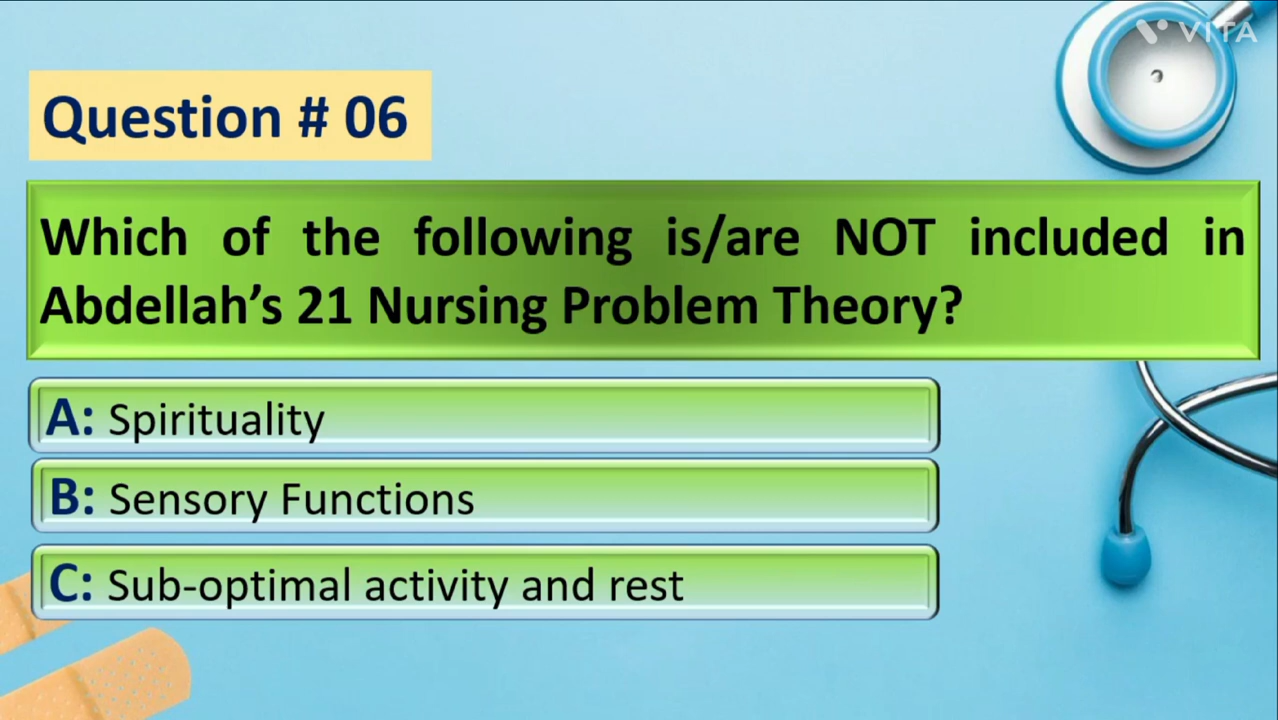 VITA
Question # 06
Which of the following is/are NOT included in
Abdellah’s 21 Nursing Problem Theory?
A: Spirituality
B: Sensory Functions
C: Sub-optimal activity and rest